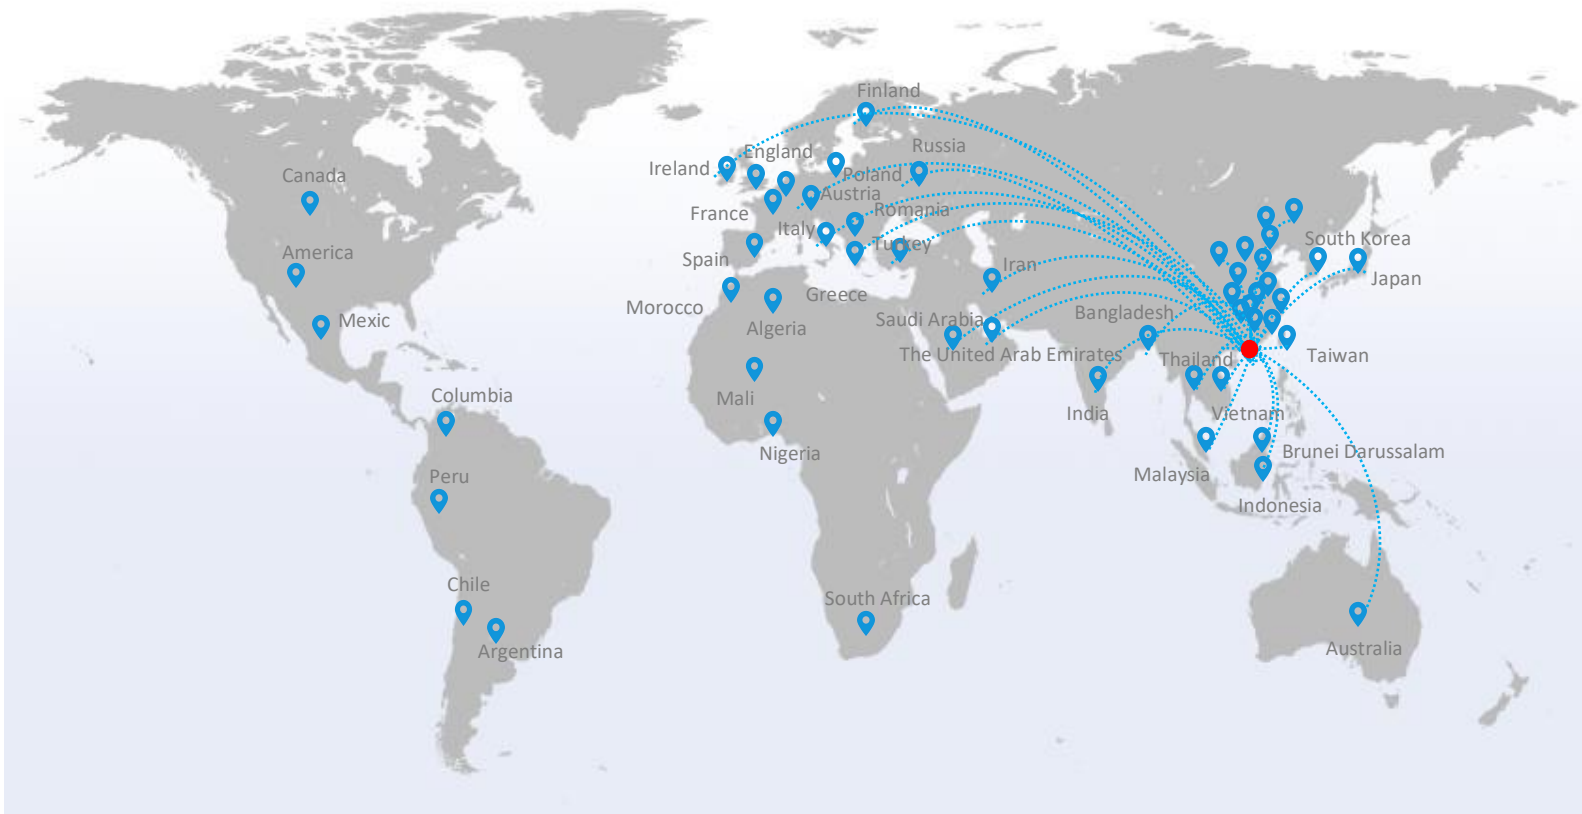 Finland
England
Russia
Ireland
Poland
Canada
Austria
France
Romania
Italy
South Korea
America
Turkey
Spain
Iran
Japan
Greece
Morocco
Bangladesh
Mexic
Saudi Arabia
Algeria
The United Arab Emirates
Thailand
Taiwan
Columbia
Mali
India
Vietnam
Nigeria
Brunei Darussalam
Peru
Malaysia
Indonesia
Chile
South Africa
Argentina
Australia